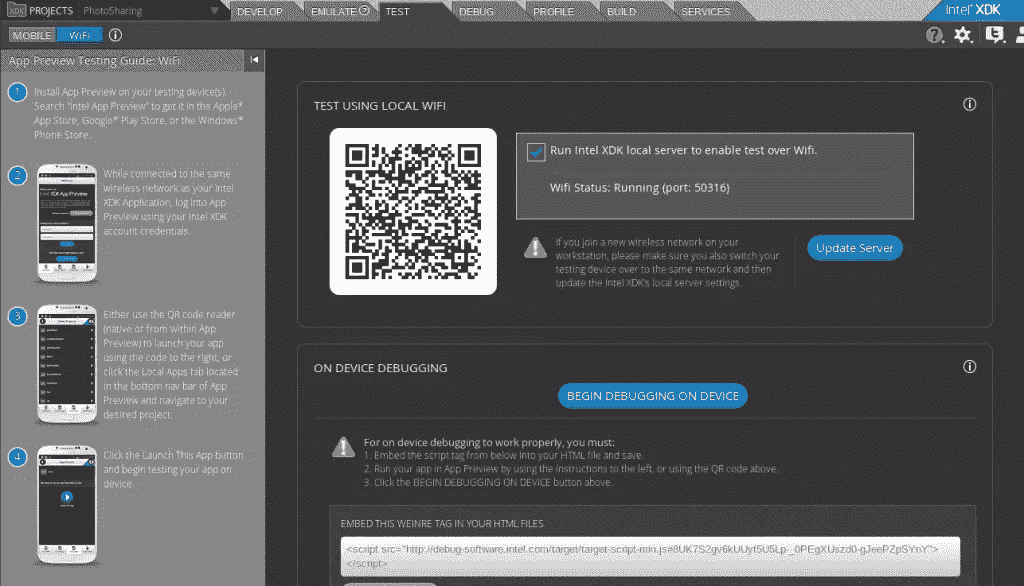 XDK PROJECTS PhotoSharing DEVELOP EMULATE TEST DEBUG PROFILE BUILD SERVICES Intel® XDK
MOBILE WiFi
App Preview Testing Guide: WiFi
1 Install App Preview on your testing device(s).
Search "Intel App Preview" to get it in the Apple*
App Store, Google* Play Store, or the Windows*
Phone Store.
2 While connected to the same
wireless network as your Intel
XDK Application, log into App
Preview using your Intel XDK
account credentials.
3 Either use the QR code reader
(native or from within App
Preview) to launch your app
using the code to the right, or
click the Local Apps tab located
in the bottom nav bar of App
Preview and navigate to your
desired project.
4 Click the Launch This App button
and begin testing your app on
device.
TEST USING LOCAL WIFI
Run Intel XDK local server to enable test over Wifi.
Wifi Status: Running (port: 50316)
If you join a new wireless network on your
workstation, please make sure you also switch your
testing device over to the same network and then
update the Intel XDK's local server settings.
Update Server
ON DEVICE DEBUGGING
BEGIN DEBUGGING ON DEVICE
For on device debugging to work properly, you must:
1. Embed the script tag from below into your HTML file and save.
2. Run your app in App Preview by using the instructions to the left, or using the QR code above.
3. Click the BEGIN DEBUGGING ON DEVICE button above.
EMBED THIS WEINRE TAG IN YOUR HTML FILES
<script src="http://debug-software.intel.com/target/target-script-min.js#8UK7S2gv6kUUyt5U5Lp-_0PEgXUszd0-gJeePZpSYnY">
</script>